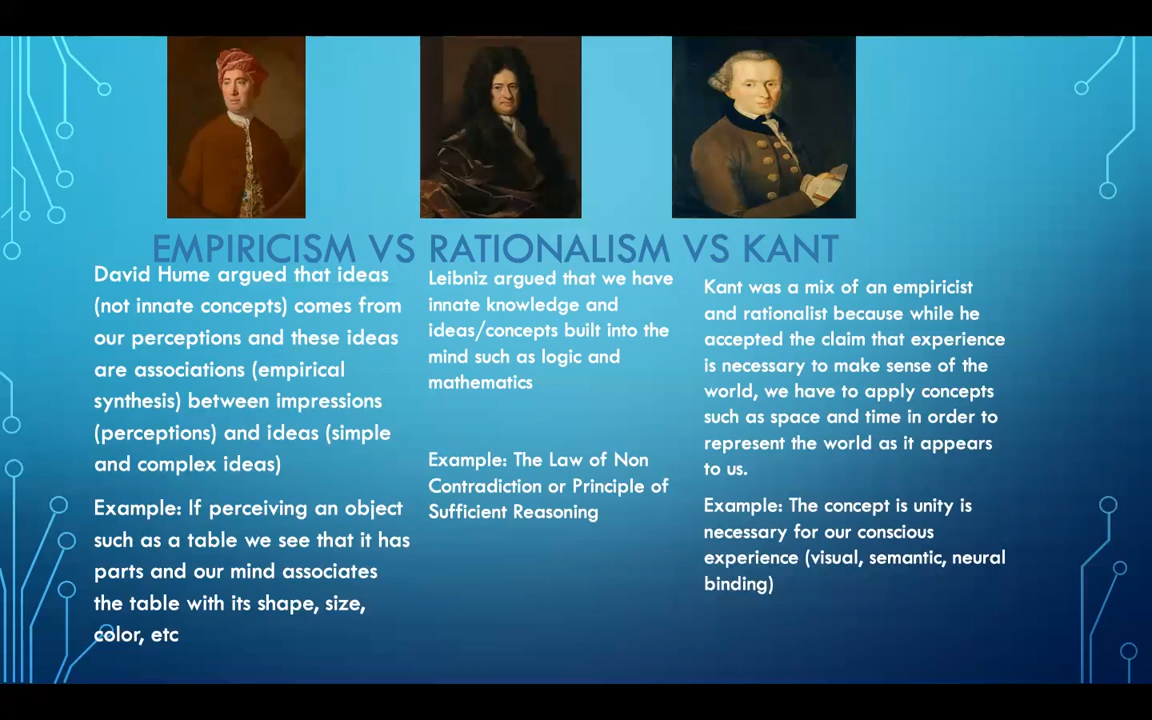 EMPIRICISM VS RATIONALISM VS KANT
David Hume argued that ideas
(not innate concepts) comes from
our perceptions and these ideas
are associations (empirical
synthesis) between impressions
(perceptions) and ideas (simple
and complex ideas)
Example: If perceiving an object
such as a table we see that it has
parts and our mind associates
the table with its shape, size,
color, etc
Leibniz argued that we have
innate knowledge and
ideas/concepts built into the
mind such as logic and
mathematics
Example: The Law of Non
Contradiction or Principle of
Sufficient Reasoning
Kant was a mix of an empiricist
and rationalist because while he
accepted the claim that experience
is necessary to make sense of the
world, we have to apply concepts
such as space and time in order to
represent the world as it appears
to us.
Example: The concept is unity is
necessary for our conscious
experience (visual, semantic, neural
binding)